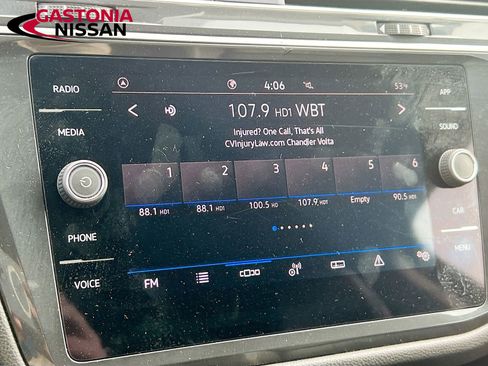 GASTONIA
NISSAN
RADIO
MEDIA
PHONE
VOICE
APP
SOUND
CAR
MENU
4:06
53°F
HD
107.9 HD1 WBT
Injured? One Call, That's All
CVInjuryLaw.com Chandler Volta
1 2 3 4 5 6
88.1 HD1 88.1 HD1 100.5 HD 107.9 HD1 Empty 90.5 HD1
FM